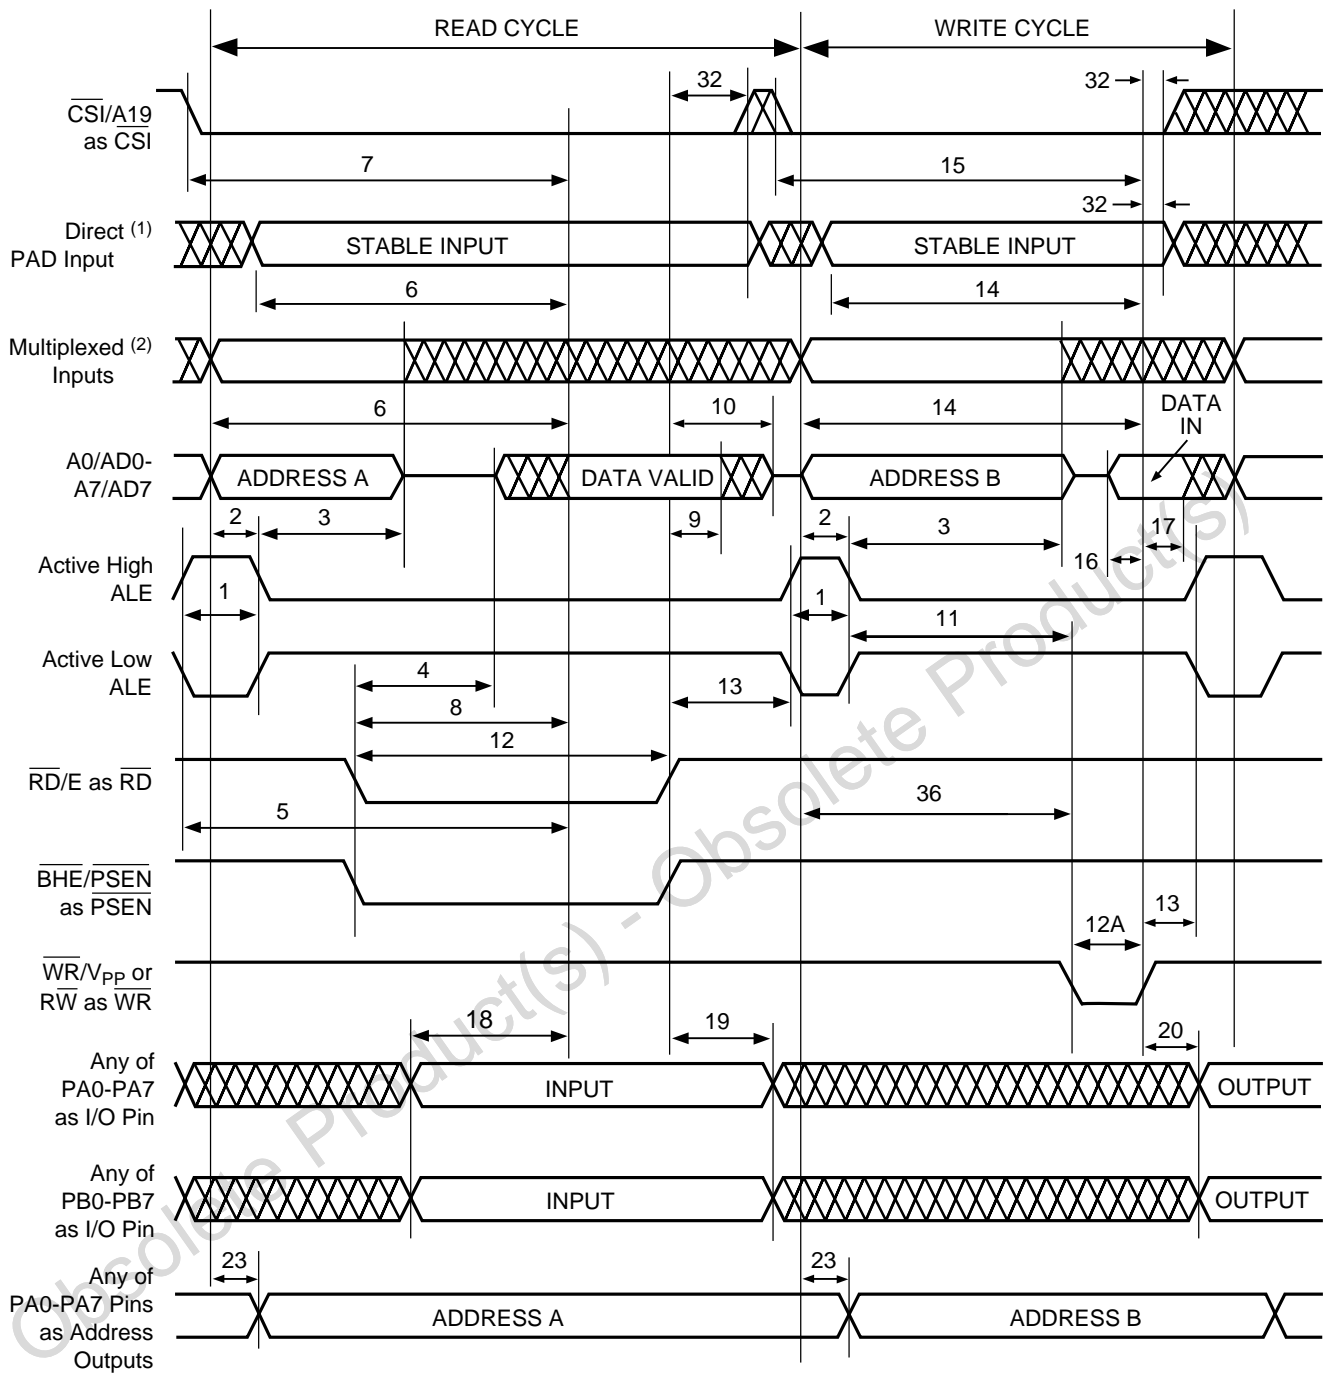 READ CYCLE
WRITE CYCLE
32
32
CSI/A19
as CSI
7
15
32
Direct (1)
PAD Input
STABLE INPUT
STABLE INPUT
6
14
Multiplexed (2)
Inputs
6
10
14
DATA
IN
A0/AD0-
A7/AD7
ADDRESS A
DATA VALID
ADDRESS B
2
3
9
2
3
17
16
Active High
ALE
1
1
11
Active Low
ALE
4
13
8
12
RD/E as RD
36
5
BHE/PSEN
as PSEN
13
12A
WR/VPP or
RW as WR
18
19
20
Any of
PA0-PA7
as I/O Pin
INPUT
OUTPUT
Any of
PB0-PB7
as I/O Pin
INPUT
OUTPUT
23
23
Any of
PA0-PA7 Pins
as Address
Outputs
ADDRESS A
ADDRESS B
Obsolete Product(s) - Obsolete Product(s)